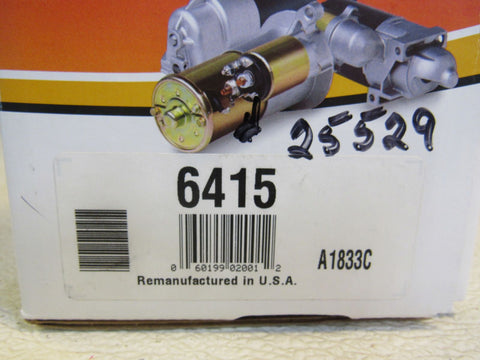 25529
6415
0 60199 02001 2
A1833C
Remanufactured in U.S.A.